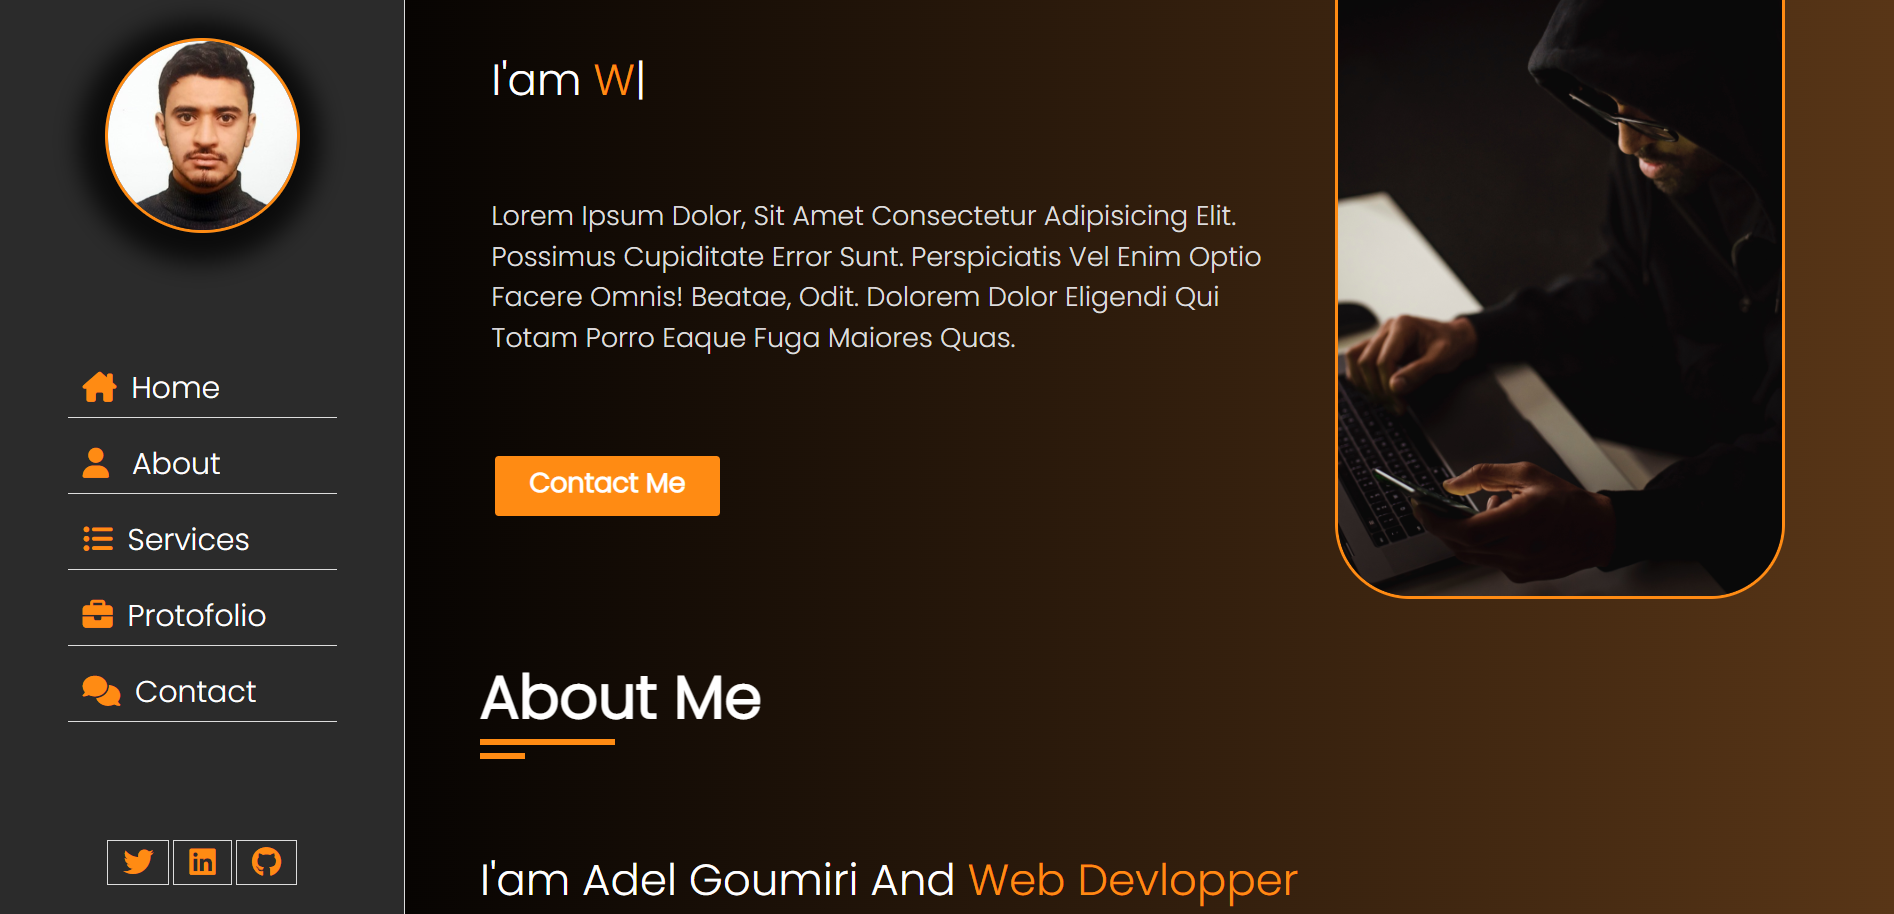 Home
About
Services
Protofolio
Contact
I'am W|
Lorem Ipsum Dolor, Sit Amet Consectetur Adipisicing Elit.
Possimus Cupiditate Error Sunt. Perspiciatis Vel Enim Optio
Facere Omnis! Beatae, Odit. Dolorem Dolor Eligendi Qui
Totam Porro Eaque Fuga Maiores Quas.
Contact Me
About Me
I'am Adel Goumiri And Web Devlopper